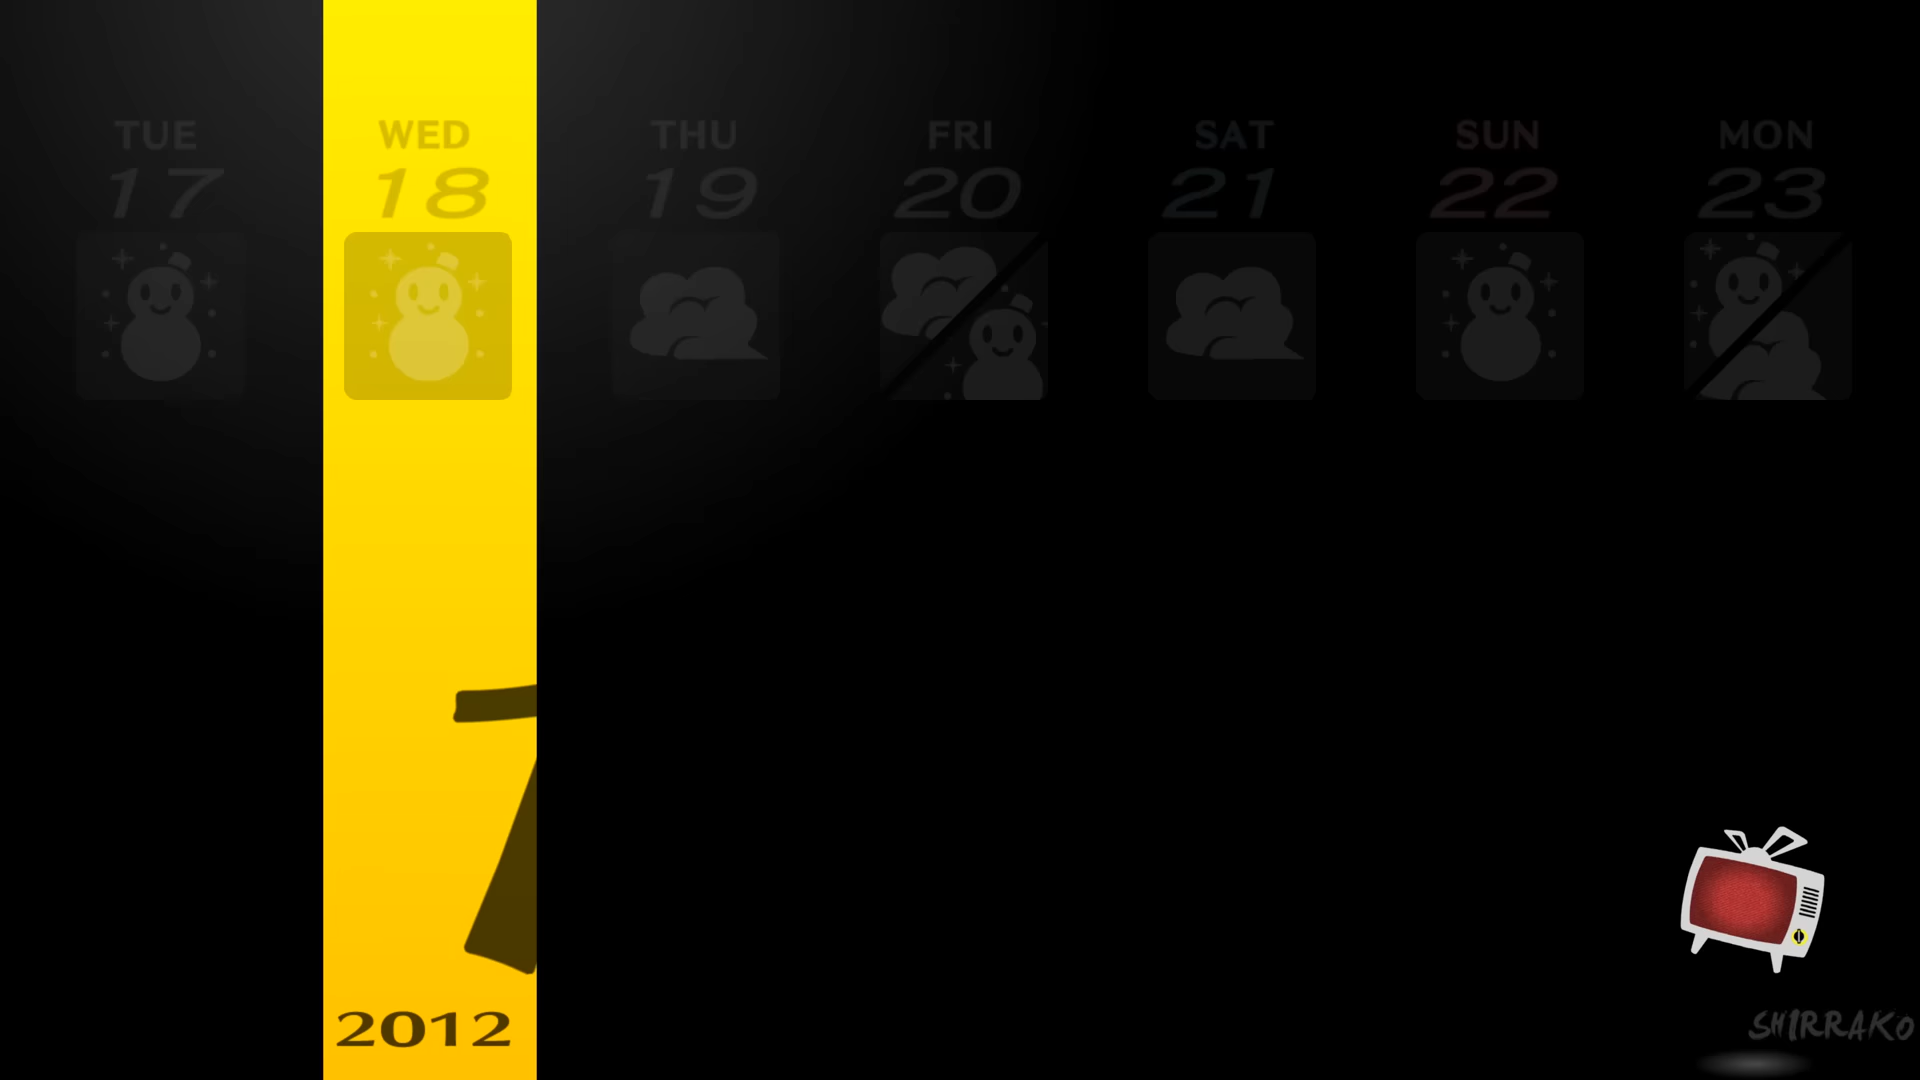 TUE WED THU FRI SAT SUN MON
17 18 19 20 21 22 23
2012
SHIRRAKO